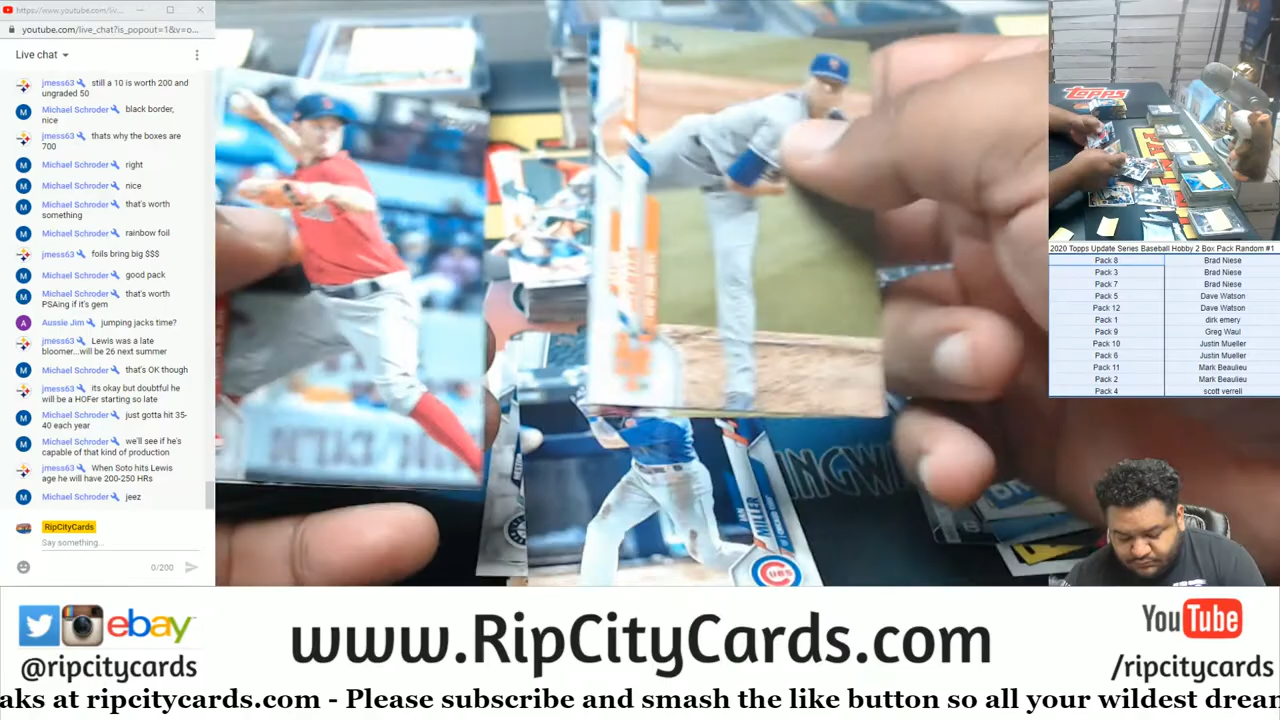 https://www.youtube.com/liv...
youtube.com/live_chat?is_popout=1&v=o...
Live chat
jmess63 still a 10 is worth 200 and
ungraded 50
Michael Schroder black border,
nice
jmess63 thats why the boxes are
700
Michael Schroder right
Michael Schroder nice
Michael Schroder that's worth
something
Michael Schroder rainbow foil
jmess63 foils bring big $$$
Michael Schroder good pack
Michael Schroder that's worth
PSAing if it's gem
Aussie Jim jumping jacks time?
jmess63 Lewis was a late
bloomer...will be 26 next summer
Michael Schroder that's OK though
jmess63 its okay but doubtful he
will be a HOFer starting so late
Michael Schroder just gotta hit 35-
40 each year
Michael Schroder we'll see if he's
capable of that kind of production
jmess63 When Soto hits Lewis
age he will have 200-250 HRs
Michael Schroder jeez
RipCityCards
Say something...
0/200
MILLER
CUBS
Topps
2020 Topps Update Series Baseball Hobby 2 Box Pack Random #1
Pack 8 Brad Niese
Pack 3 Brad Niese
Pack 7 Brad Niese
Pack 5 Dave Watson
Pack 12 Dave Watson
Pack 1 dirk emery
Pack 9 Greg Waul
Pack 10 Justin Mueller
Pack 6 Justin Mueller
Pack 11 Mark Beaulieu
Pack 2 Mark Beaulieu
Pack 4 scott verrell
ebay
@ripcitycards
www.RipCityCards.com
YouTube
/ripcitycards
aks at ripcitycards.com - Please subscribe and smash the like button so all your wildest drea